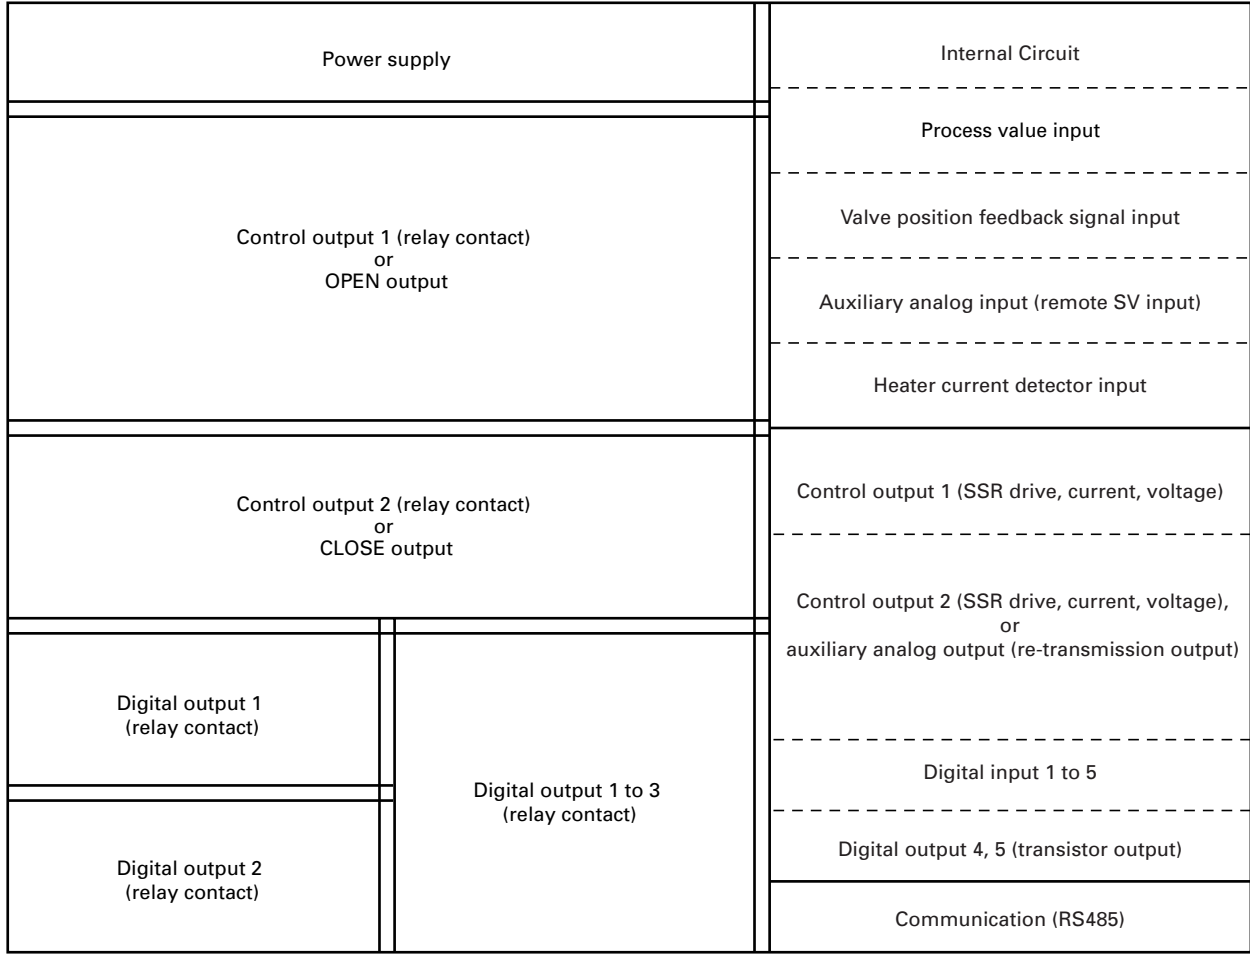 Power supply
Control output 1 (relay contact)
or
OPEN output
Control output 2 (relay contact)
or
CLOSE output
Digital output 1
(relay contact)
Digital output 2
(relay contact)
Digital output 1 to 3
(relay contact)
Internal Circuit
Process value input
Valve position feedback signal input
Auxiliary analog input (remote SV input)
Heater current detector input
Control output 1 (SSR drive, current, voltage)
Control output 2 (SSR drive, current, voltage),
or
auxiliary analog output (re-transmission output)
Digital input 1 to 5
Digital output 4, 5 (transistor output)
Communication (RS485)